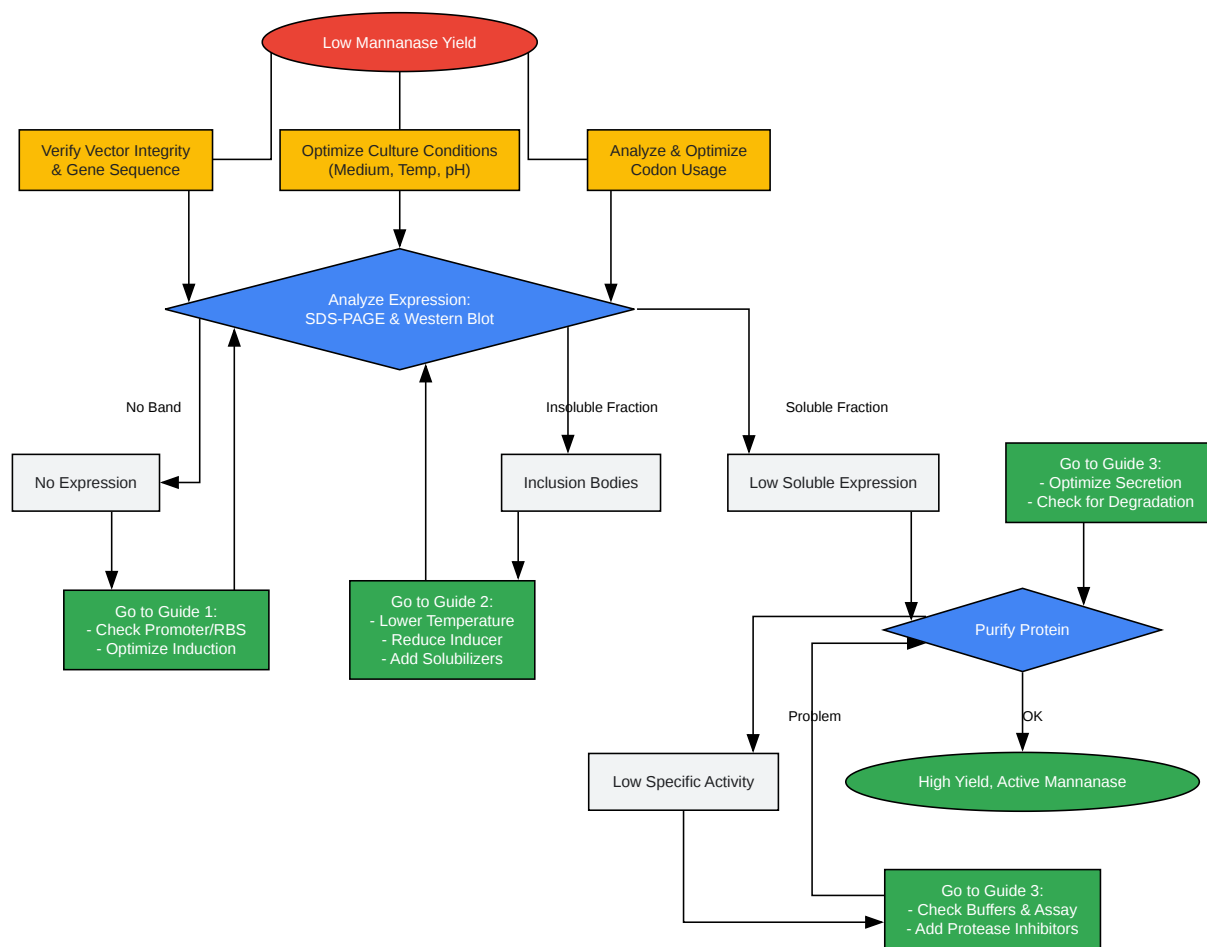 Low Mannanase Yield
Verify Vector Integrity
& Gene Sequence
Optimize Culture Conditions
(Medium, Temp, pH)
Analyze & Optimize
Codon Usage
Analyze Expression:
SDS-PAGE & Western Blot
No Band
Insoluble Fraction
Soluble Fraction
No Expression
Inclusion Bodies
Low Soluble Expression
Go to Guide 3:
- Optimize Secretion
- Check for Degradation
Go to Guide 1:
- Check Promoter/RBS
- Optimize Induction
Go to Guide 2:
- Lower Temperature
- Reduce Inducer
- Add Solubilizers
Purify Protein
Problem
OK
Low Specific Activity
High Yield, Active Mannanase
Go to Guide 3:
- Check Buffers & Assay
- Add Protease Inhibitors